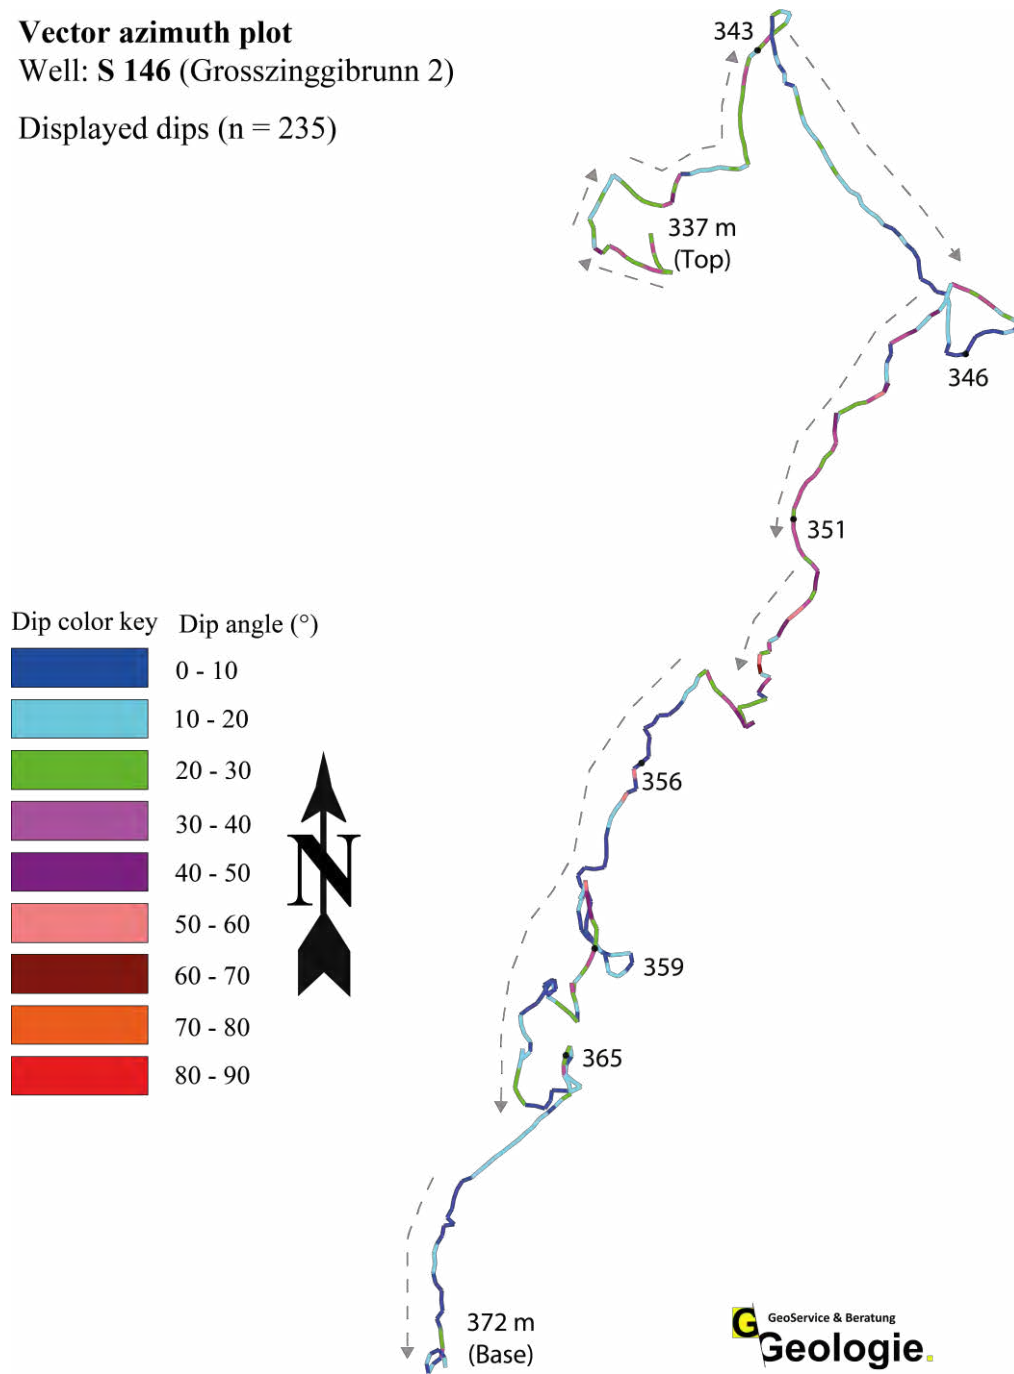 Vector azimuth plot
Well: S 146 (Grosszinggibrunn 2)
Displayed dips (n = 235)
343
337 m
(Top)
346
351
356
359
365
372 m
(Base)
Dip color key Dip angle (°)
0 - 10
10 - 20
20 - 30
30 - 40
40 - 50
50 - 60
60 - 70
70 - 80
80 - 90
N
G GeoService & Beratung
Geologie.